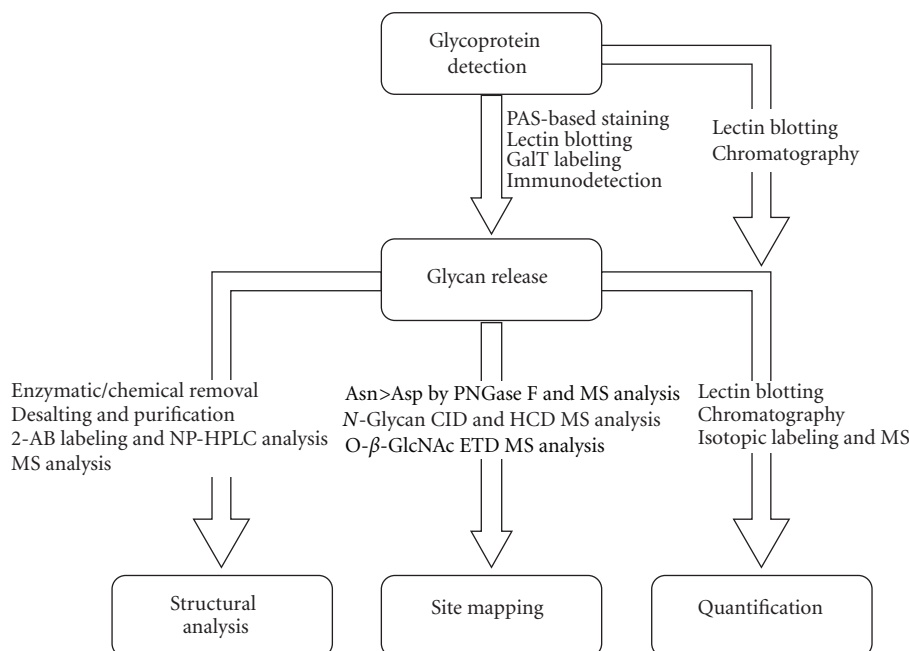 Glycoprotein
detection
PAS-based staining
Lectin blotting
GalT labeling
Immunodetection
Lectin blotting
Chromatography
Glycan release
Enzymatic/chemical removal
Desalting and purification
2-AB labeling and NP-HPLC analysis
MS analysis
Asn>Asp by PNGase F and MS analysis
N-Glycan CID and HCD MS analysis
O-β-GlcNAc ETD MS analysis
Lectin blotting
Chromatography
Isotopic labeling and MS
Structural
analysis
Site mapping
Quantification